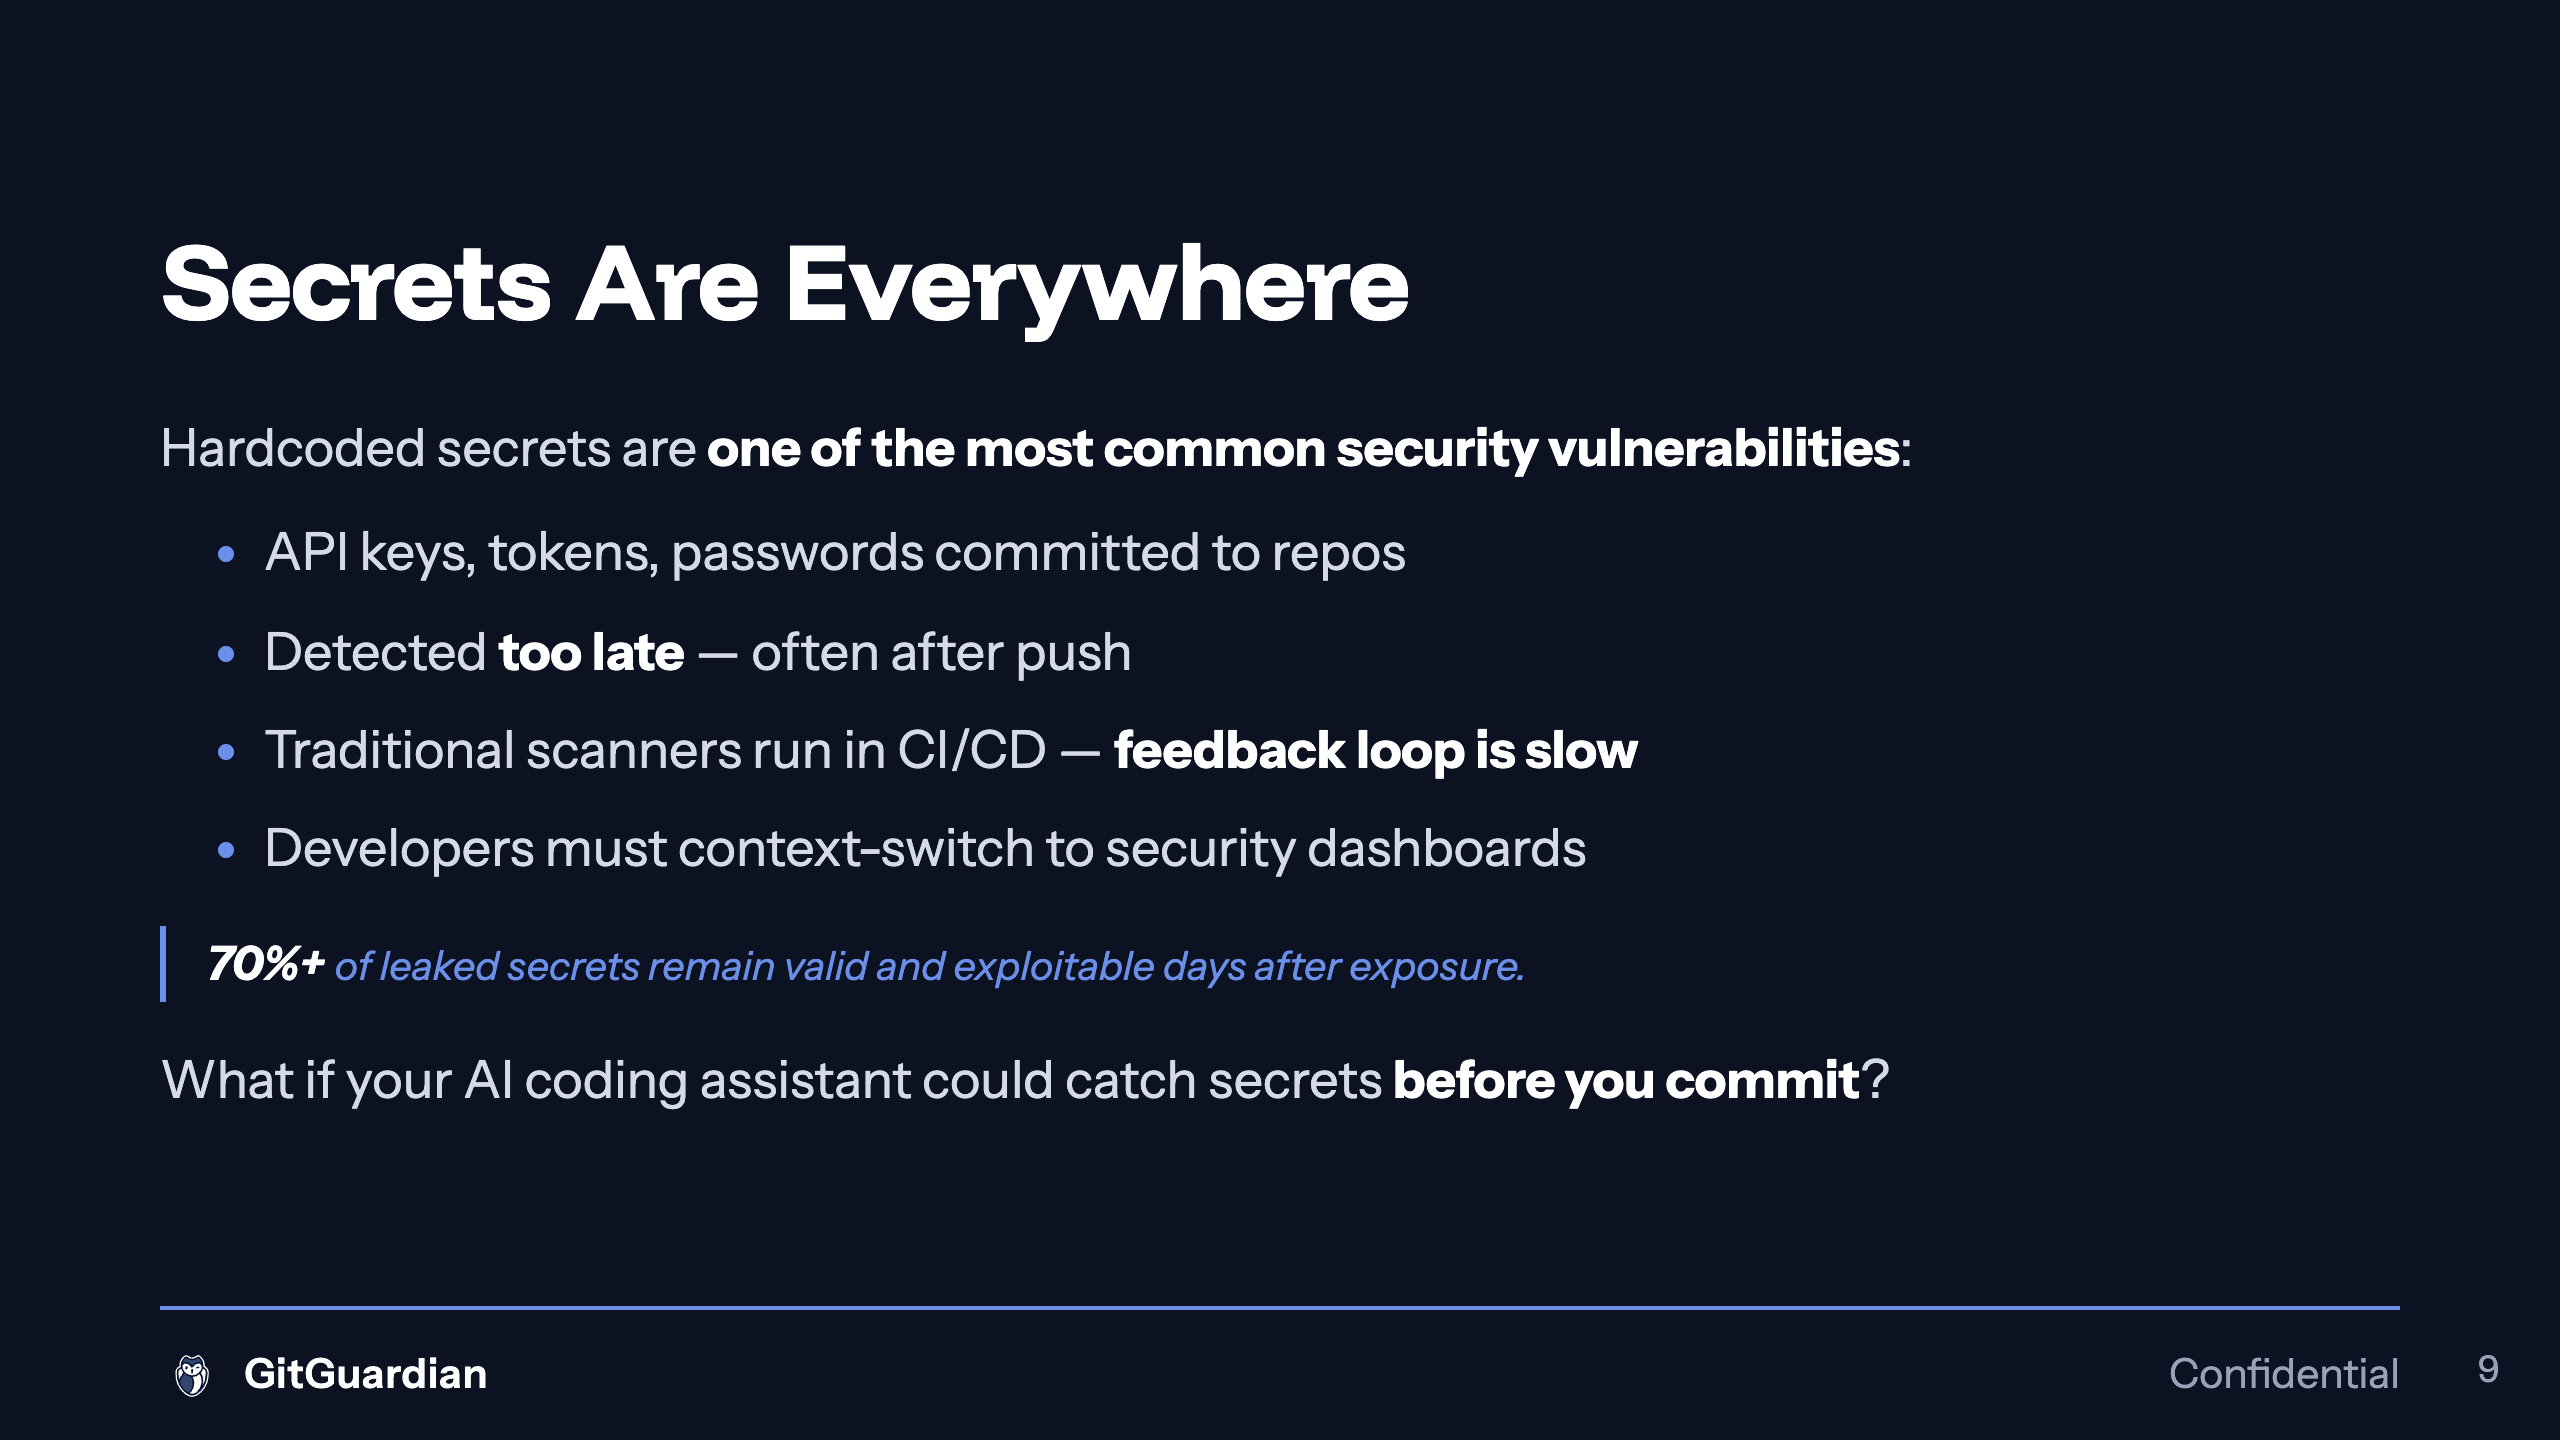 Secrets Are Everywhere
Hardcoded secrets are one of the most common security vulnerabilities:
• API keys, tokens, passwords committed to repos
• Detected too late — often after push
• Traditional scanners run in CI/CD — feedback loop is slow
• Developers must context-switch to security dashboards
70%+ of leaked secrets remain valid and exploitable days after exposure.
What if your AI coding assistant could catch secrets before you commit?
GitGuardian
Confidential
9